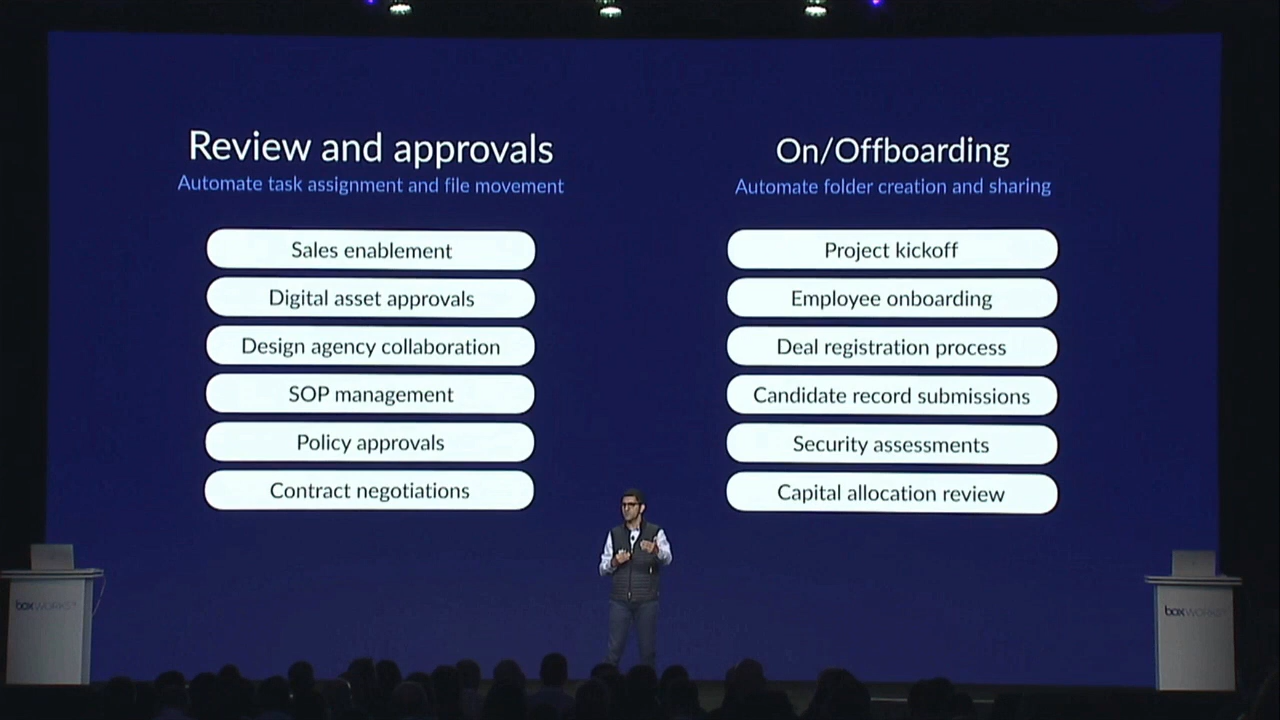 Review and approvals
Automate task assignment and file movement
Sales enablement
Digital asset approvals
Design agency collaboration
SOP management
Policy approvals
Contract negotiations
On/Offboarding
Automate folder creation and sharing
Project kickoff
Employee onboarding
Deal registration process
Candidate record submissions
Security assessments
Capital allocation review
boxWORKS
boxWORKS